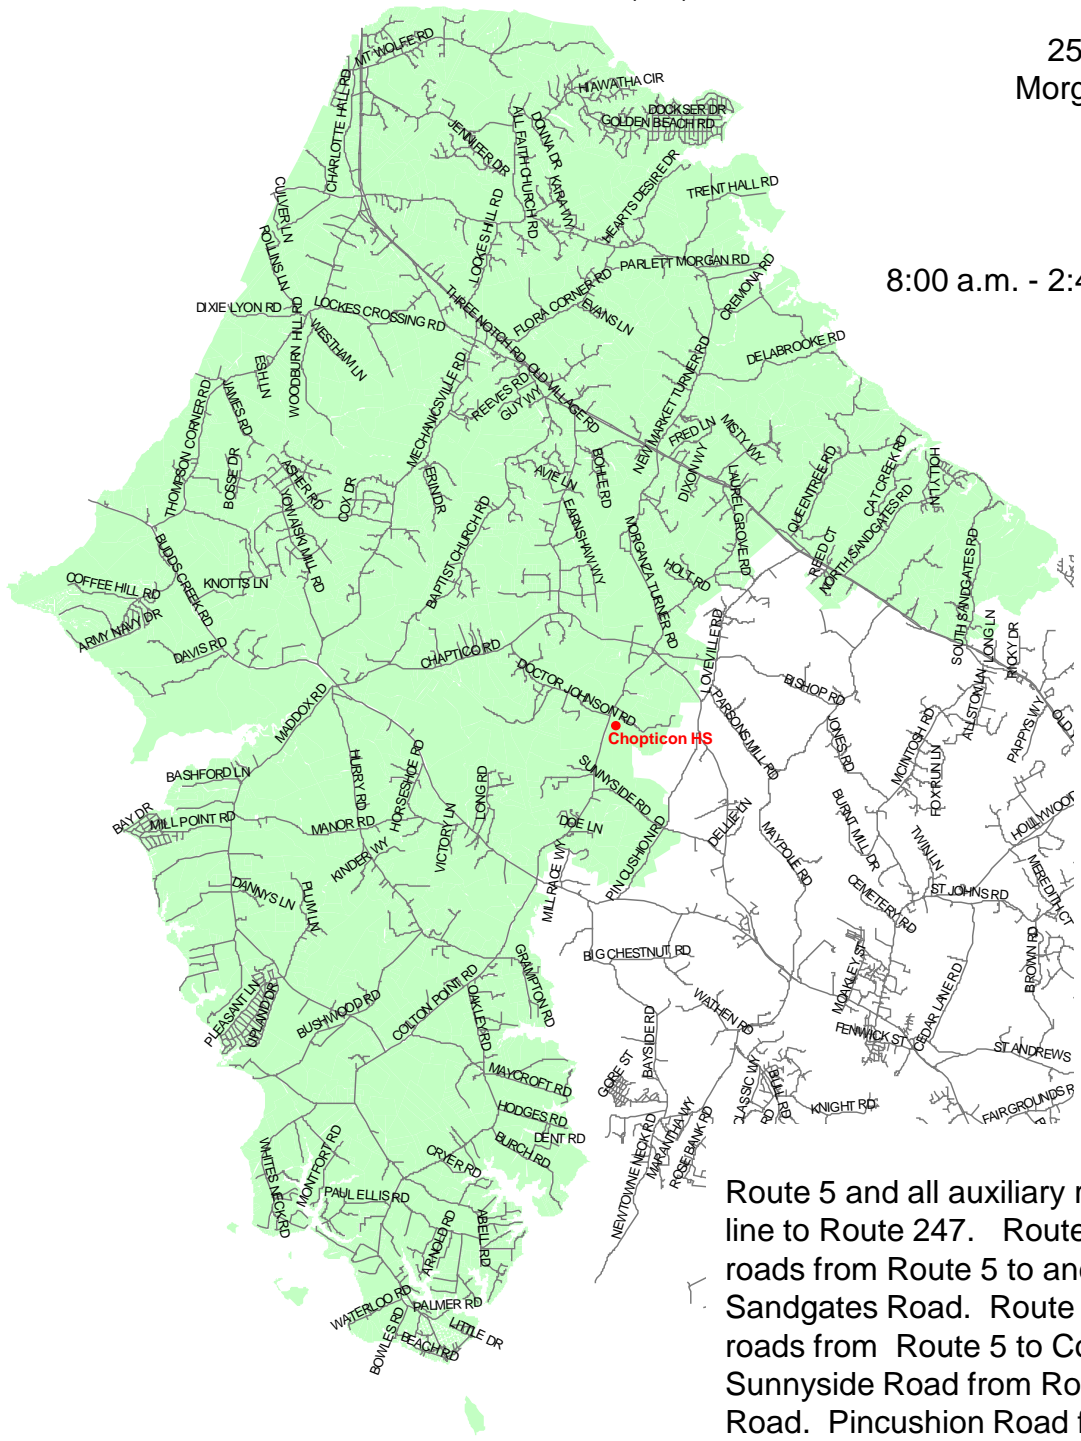 25
Morg
8:00 a.m. - 2:4
MT WOLFE RD
HIAWATHA CIR
DOCKSER DR
GOLDEN BEACH RD
CHARLOTTE HALL RD
JENNIFER DR
ALL FAITH CHURCH RD
DONNA DR
KARA WY
HEARTS DESIRE DR
TRENT HALL RD
CULVER LN
ROLLINS LN
LOCKES HILL RD
PARLETT MORGAN RD
CREMONA RD
DIXIE LYON RD
WOODBURN HILL RD
LOCKES CROSSING RD
WESTHAM LN
THREE NOTCH RD
FLORA CORNER RD
EVANS LN
DELABROOKE RD
ESH LN
JAMES RD
MECHANICSVILLE RD
REEVES RD
GUY WY
OLD VILLAGE RD
NEW MARKET TURNER RD
FRED LN
MISTY WY
THOMPSON CORNER RD
BOSSE DR
ASHER RD
YOWAISKI MILL RD
COX DR
ERIN DR
AVIE LN
BOHLE RD
DIXON WY
LAUREL GROVE RD
QUEENTREE RD
CAT CREEK RD
HOLLY LN
NORTH SANDGATES RD
REED CT
BAPTIST CHURCH RD
EARNSHAW WY
MORGANZA TURNER RD
HOLT RD
SOUTH SANDGATES RD
BUDDS CREEK RD
KNOTTS LN
COFFEE HILL RD
ARMY NAVY DR
DAVIS RD
CHAPTICO RD
DOCTOR JOHNSON RD
Chopticon HS
LOVEVILLE RD
BISHOP RD
PARSONS MILL RD
JONES RD
MCINTOSH RD
FOX RUN LN
ALLSTON LN
LONG LN
RICKY DR
PAPPYS WY
OLD
MADDOX RD
BASHFORD LN
BAY DR
MILL POINT RD
HURRY RD
HORSESHOE RD
MANOR RD
KINDER WY
VICTORY LN
LONG RD
SUNNYSIDE RD
DOE LN
PIN CUSHION RD
MILL RACE WY
DELLIE LN
MAYPOLE RD
BURNT MILL DR
TWIN LN
HOLLYWOOD
MEREDITH CT
CEMETERY RD
ST JOHNS RD
BROWN RD
DANNYS LN
PLUM LN
PLEASANT LN
UPLAND DR
BUSHWOOD RD
COLTON POINT RD
OAKLEY RD
GRAMPTON RD
BIG CHESTNUT RD
BAYSIDE RD
WATHEN RD
MOAKLEY ST
FENWICK ST
CEDAR LANE RD
ST ANDREWS
FAIRGROUNDS R
GORE ST
CLASSIC WY
BULL RD
RD
KNIGHT RD
MAYCROFT RD
HODGES RD
DENT RD
BURCH RD
CRYER RD
NEWTOWNE NECK RD
MARANTHA WY
ROSE BANK RD
WHITES NECK RD
MONTFORT RD
PAUL ELLIS RD
ARNOLD RD
ABELL RD
WATERLOO RD
PALMER RD
BOWLES RD
BEACH RD
LITTLE DR
Route 5 and all auxiliary r
line to Route 247. Route
roads from Route 5 to and
Sandgates Road. Route
roads from Route 5 to Co
Sunnyside Road from Ro
Road. Pincushion Road f